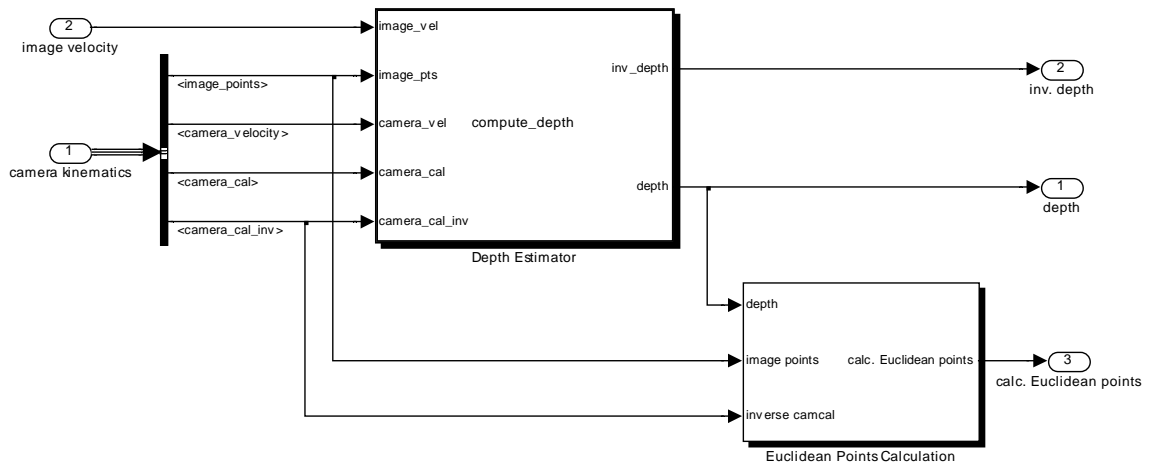 2
image velocity
image_vel
<image_points>
image_pts
<camera_velocity>
camera_vel
compute_depth
1
camera kinematics
<camera_cal>
camera_cal
<camera_cal_inv>
camera_cal_inv
inv_depth
depth
Depth Estimator
2
inv. depth
1
depth
depth
image points
calc. Euclidean points
inverse camcal
Euclidean Points Calculation
3
calc. Euclidean points